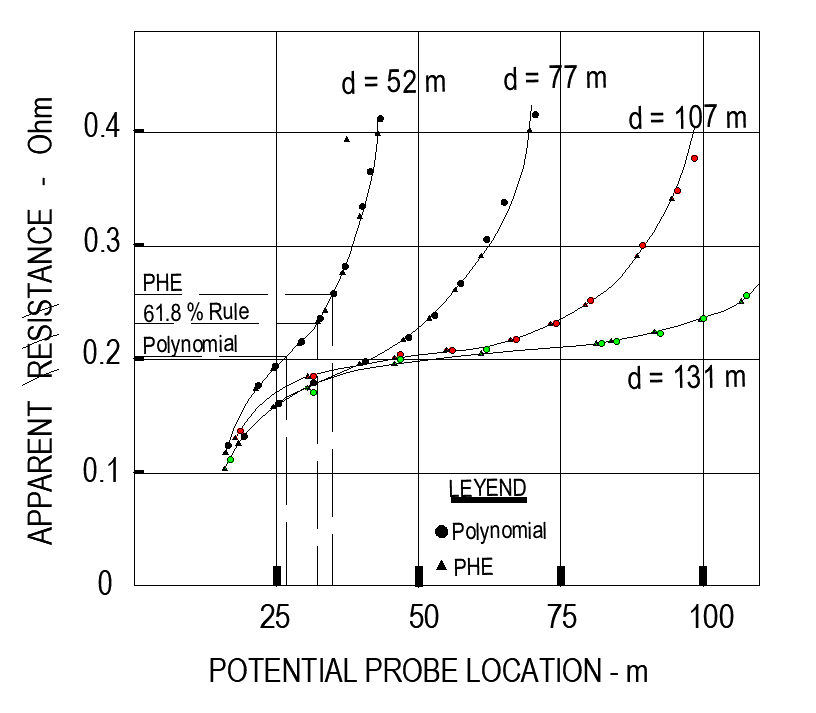 d = 52 m
d = 77 m
d = 107 m
d = 131 m
0.4
0.3
0.2
0.1
0
PHE
61.8 % Rule
Polynomial
LEYEND
Polynomial
PHE
25
50
75
100
POTENTIAL PROBE LOCATION - m
APPARENT RESISTANCE - Ohm